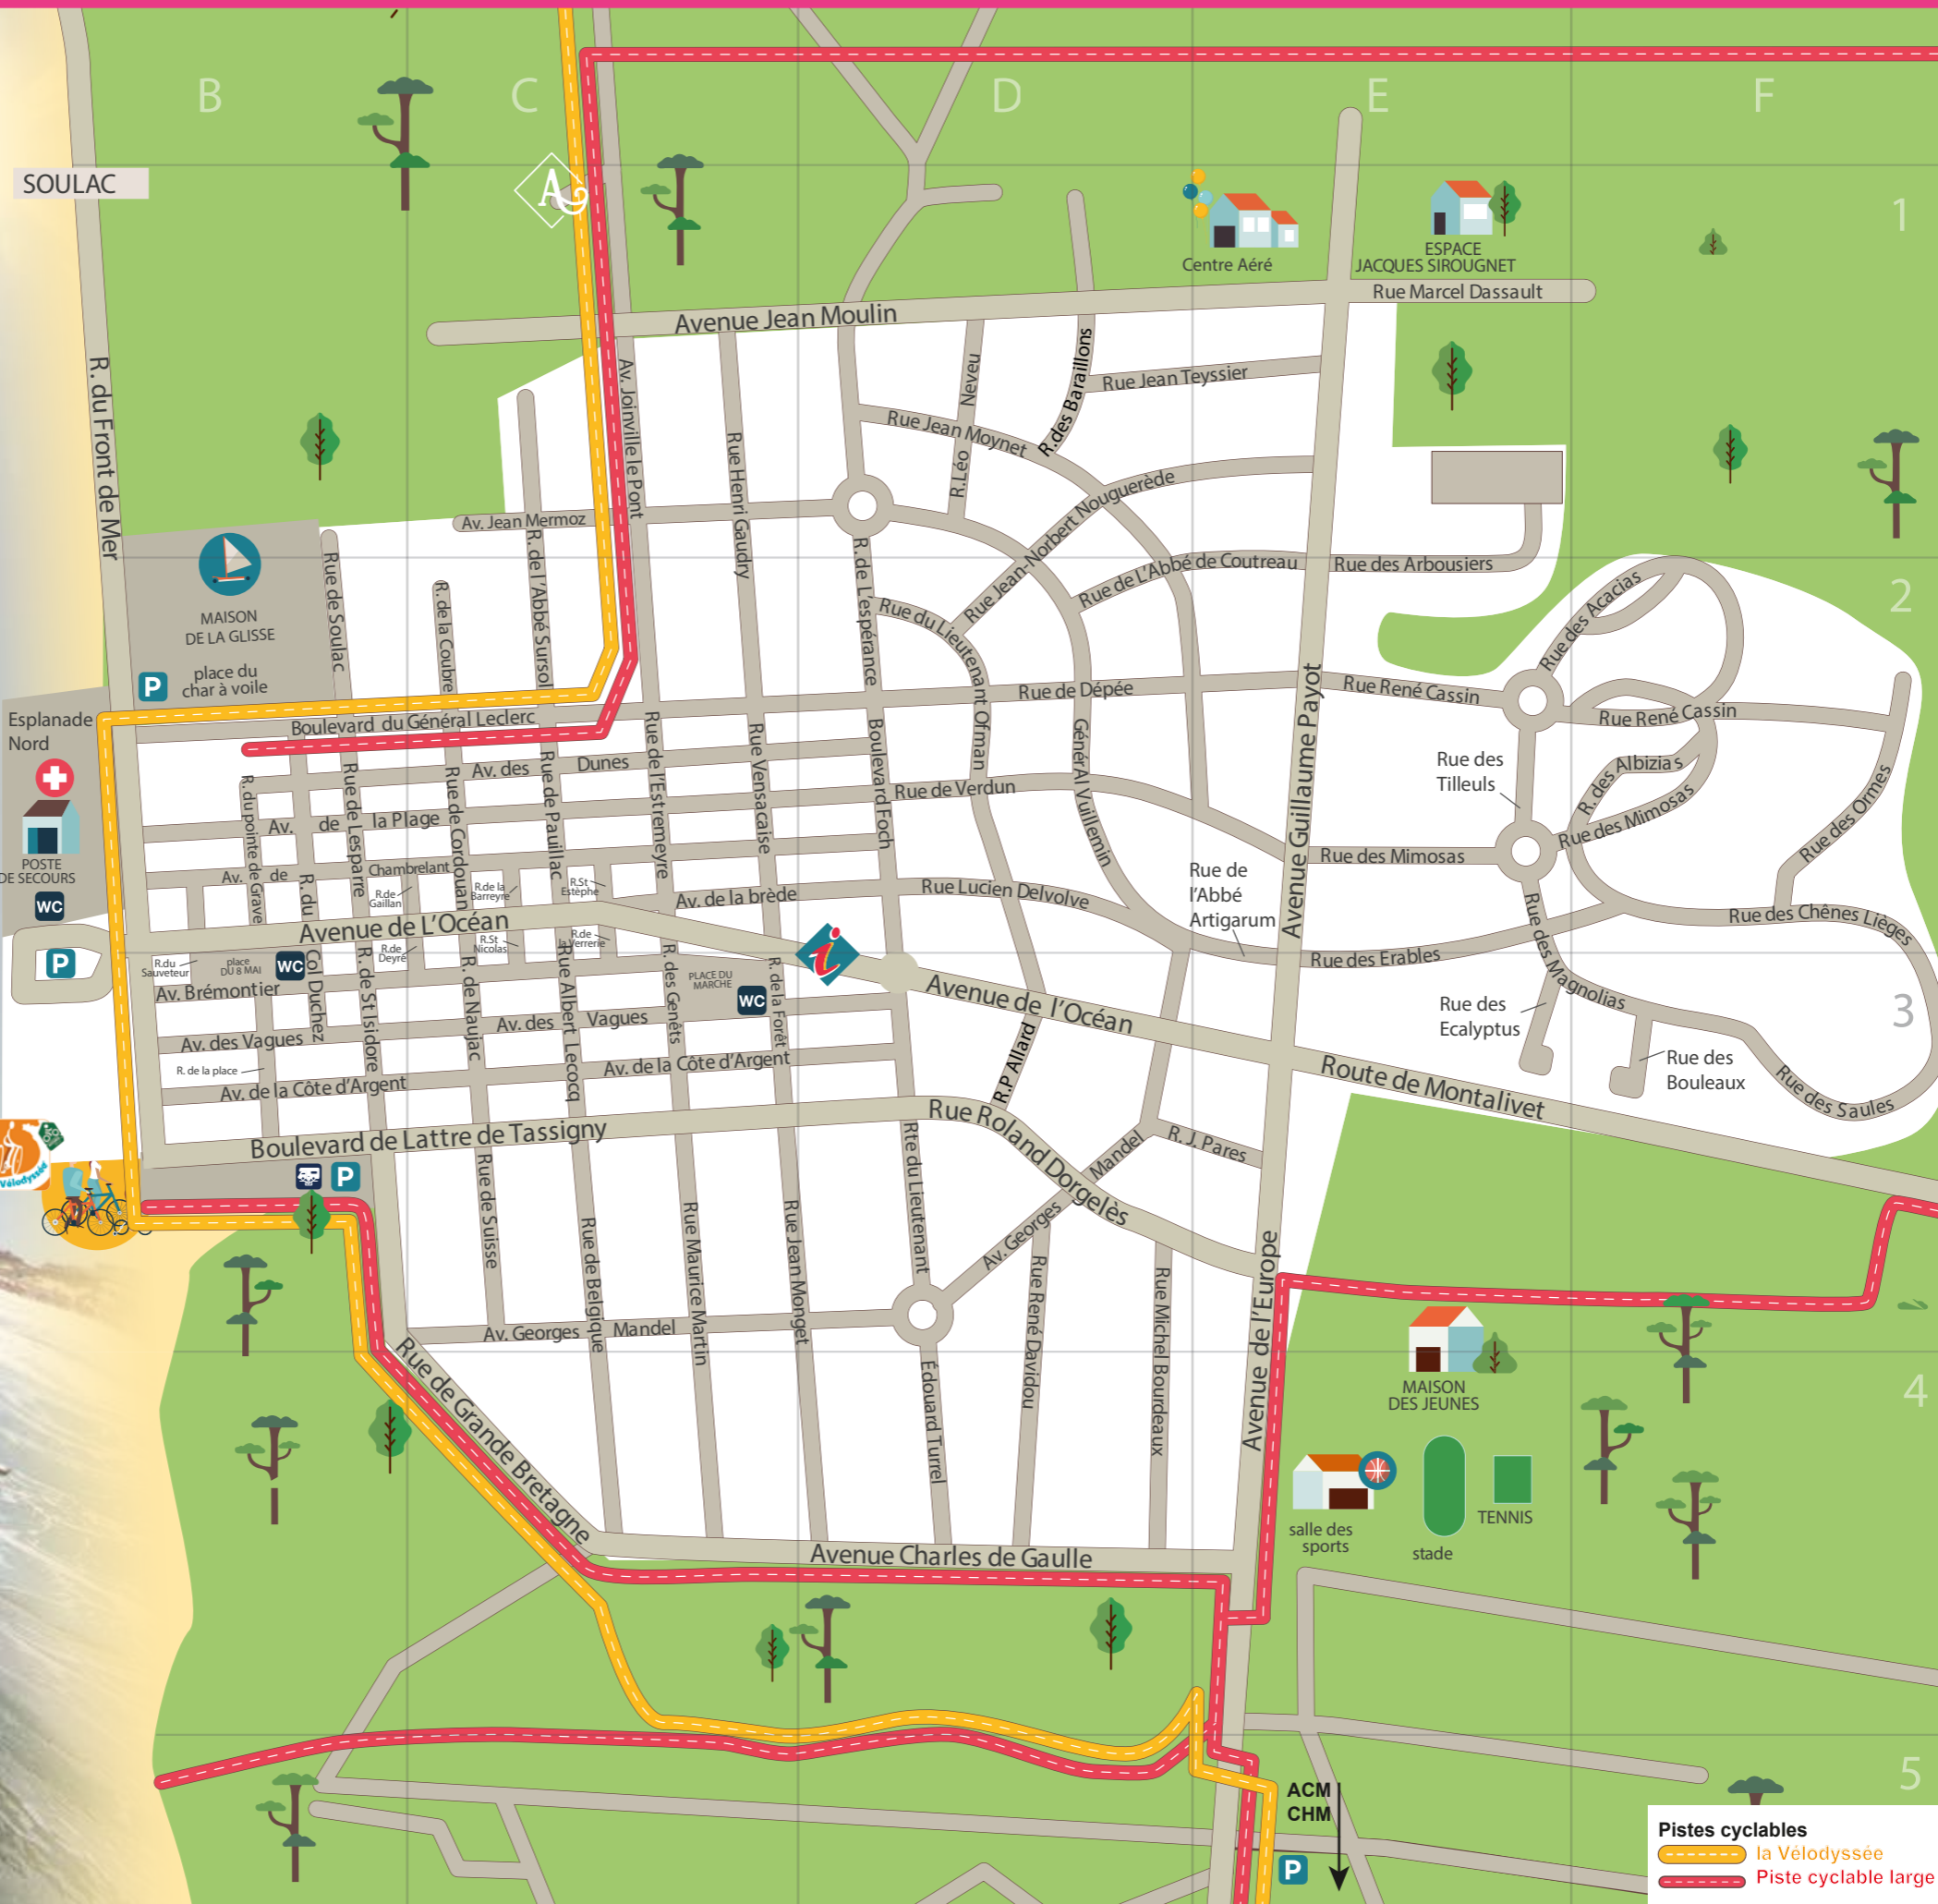 B
C
D
E
F
1
2
3
4
5
SOULAC
Centre Aéré
ESPACE
JACQUES SIROUGNET
Rue Marcel Dassault
Avenue Jean Moulin
R. du Front de Mer
Av. Joinville le Pont
Rue Henri Gaudry
R.Léo Neveu
R.des Baraillons
Rue Jean Teyssier
Rue Jean Moynet
Rue Jean-Norbert Nouguerède
Av. Jean Mermoz
R. de l'Abbé Sursol
R. de L'espérance
Rue de L'Abbé de Coutreau
Rue des Arbousiers
Rue du Lieutenant Ofman
MAISON
DE LA GLISSE
place du
char à voile
P
Rue de Soulac
R. de la Coubre
Rue des Acacias
Rue de Dépée
Rue René Cassin
Rue René Cassin
Esplanade
Nord
Boulevard du Général Leclerc
Av. des Dunes
Av. de la Plage
Av. de Chambrelant
R. du pointe de Grave
Rue de Lesparre
Rue de Cordouan
Rue de Pauillac
Rue de l'Estremeyre
Rue Vensacaise
Boulevard Foch
Rue de Verdun
GénérAl Vuillemin
Avenue Guillaume Payot
Rue des
Tilleuls
R. des Albizias
Rue des Mimosas
Rue des Mimosas
Rue des Ormes
POSTE
DE SECOURS
WC
P
R.de
Gaillan
R.de la
Barreyre
R.St
Estèphe
Av. de la brède
Rue Lucien Delvolve
Rue de
l'Abbé
Artigarum
Rue des Erables
Rue des Chênes Lièges
Rue des Magnolias
Avenue de L'Océan
R. du Col Duchez
R.du
Sauveteur
place
DU 8 MAI
WC
R.de
Deyre
R.St
Nicolas
R.de
la Verrerie
Av. Brémontier
R. de St Isidore
R. de Naujac
Rue Albert Lecocq
R. des Genêts
PLACE DU
MARCHE
WC
R. de la Forêt
i
Avenue de l'Océan
Rue des
Ecalyptus
Rue des
Bouleaux
Rue des Saules
Av. des Vagues
Av. des Vagues
R. de la place
Av. de la Côte d'Argent
Av. de la Côte d'Argent
R.P Allard
Route de Montalivet
Boulevard de Lattre de Tassigny
Rue Roland Dorgelès
R. J. Pares
P
Vélodyssée
Rue de Suisse
Rue de Belgique
Rue Maurice Martin
Rue Jean Monget
Rte du Lieutenant
Édouard Turrel
Av. Georges Mandel
Av. Georges Mandel
Rue René Davidou
Rue Michel Bourdeaux
Avenue de l'Europe
Rue de Grande Bretagne
Avenue Charles de Gaulle
MAISON
DES JEUNES
salle des
sports
stade
TENNIS
ACM
CHM
P
Pistes cyclables
la Vélodyssée
Piste cyclable large